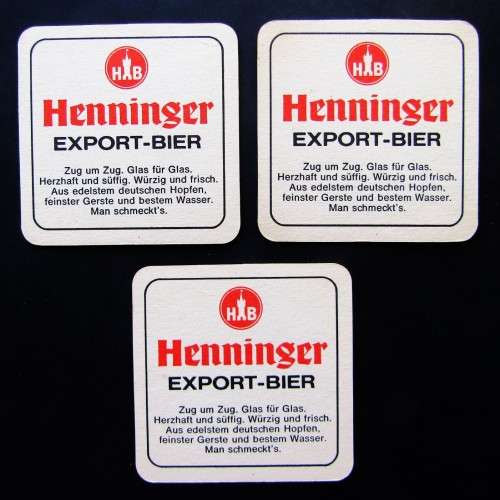 HB
Henninger
EXPORT-BIER
Zug um Zug. Glas für Glas.
Herzhaft und süffig. Würzig und frisch.
Aus edelstem deutschen Hopfen,
feinster Gerste und bestem Wasser.
Man schmeckt's.
HB
Henninger
EXPORT-BIER
Zug um Zug. Glas für Glas.
Herzhaft und süffig. Würzig und frisch.
Aus edelstem deutschen Hopfen,
feinster Gerste und bestem Wasser.
Man schmeckt's.
HB
Henninger
EXPORT-BIER
Zug um Zug. Glas für Glas.
Herzhaft und süffig. Würzig und frisch.
Aus edelstem deutschen Hopfen,
feinster Gerste und bestem Wasser.
Man schmeckt's.